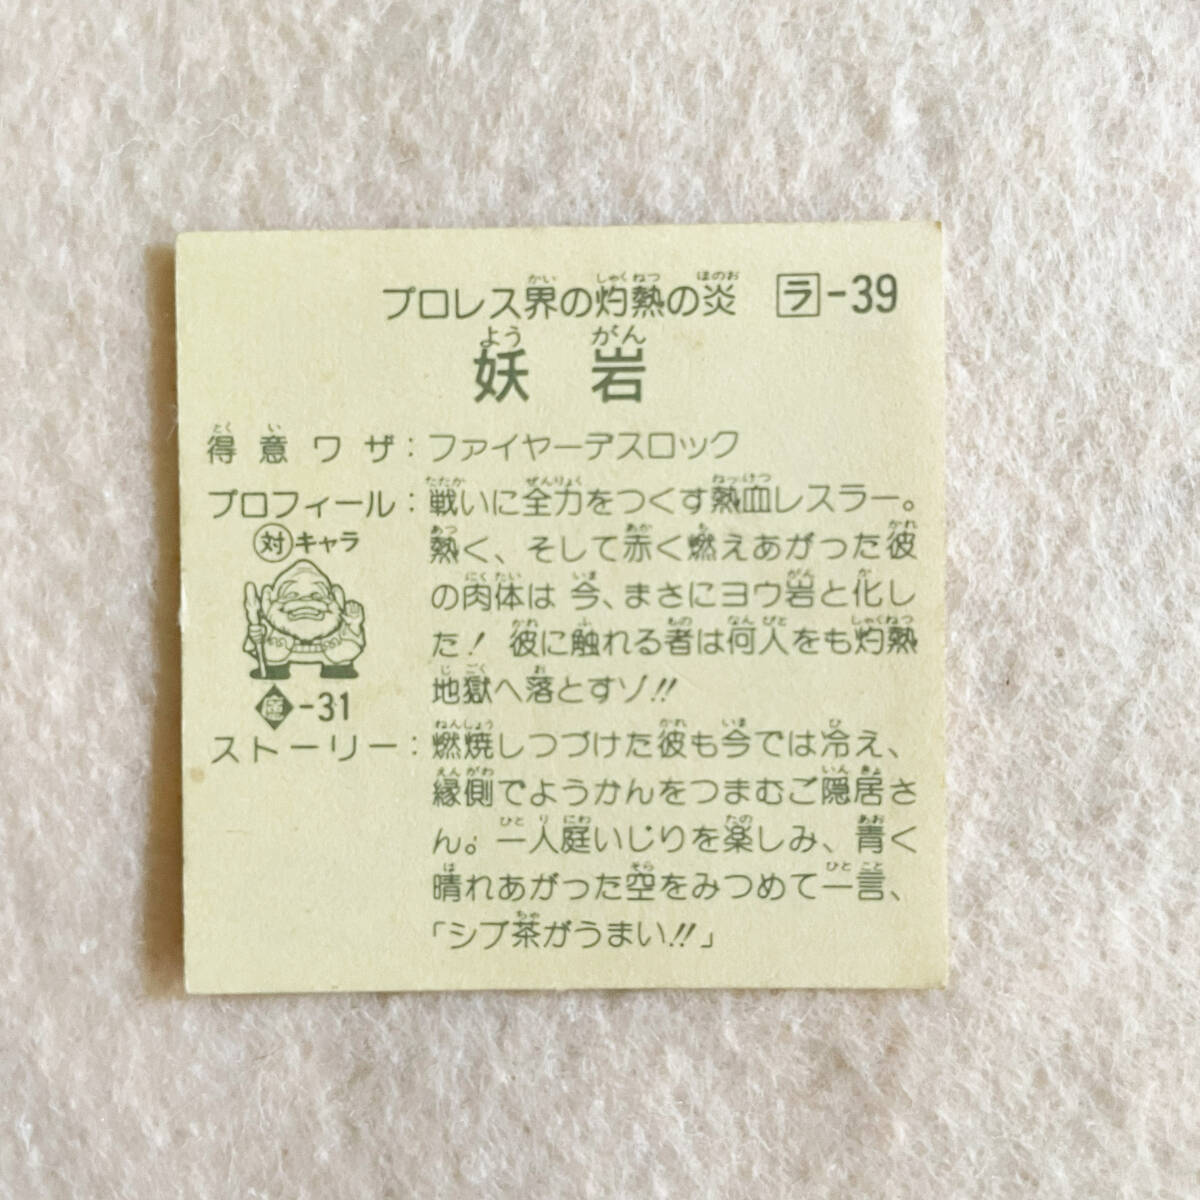 プロレス界の灼熱の炎 ラ-39
妖岩
得意ワザ:ファイヤーデスロック
プロフィール:戦いに全力をつくす熱血レスラー。
熱く、そして赤く燃えあがった彼
の肉体は 今、まさにヨウ岩と化し
た! 彼に触れる者は何人をも灼熱
地獄へ落とすゾ!!
対キャラ
-31
ストーリー:燃焼しつづけた彼も今では冷え、
縁側でようかんをつまむご隠居さ
ん。一人庭いじりを楽しみ、青く
晴れあがった空をみつめて一言、
「シブ茶がうまい!!」